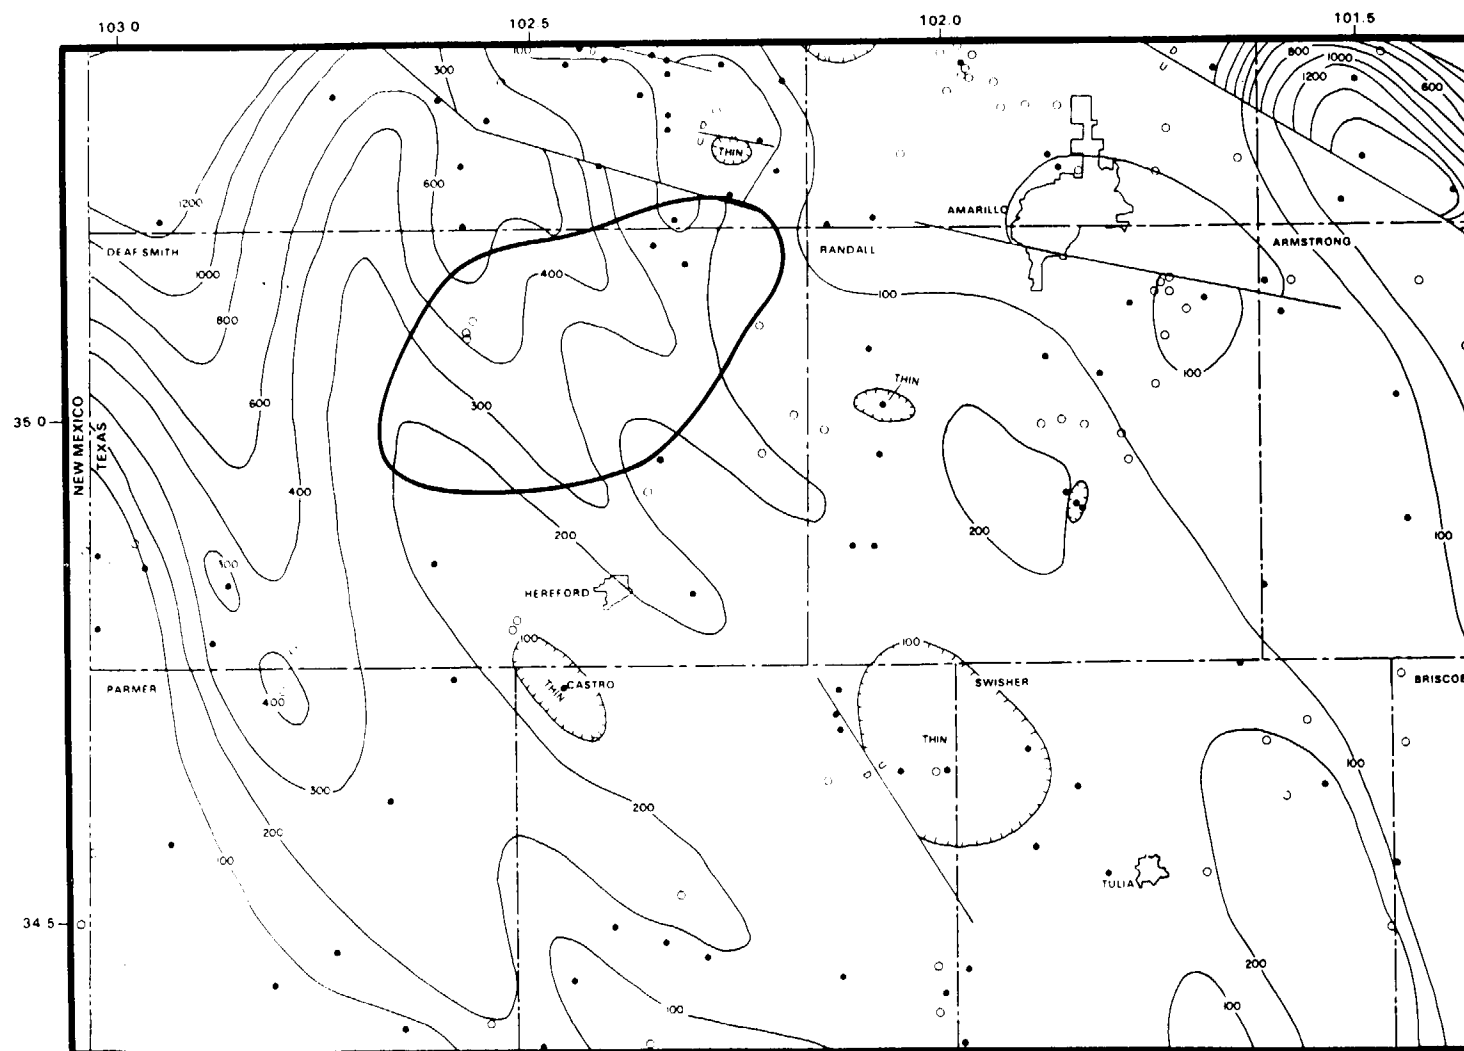 103.0
102.5
102.0
101.5
100
300
800
1000
1200
600
D
U
U
D
THIN
600
1200
AMARILLO
DEAF SMITH
RANDALL
ARMSTRONG
1000
400
100
800
100
THIN
600
300
35.0
NEW MEXICO
TEXAS
400
200
200
100
300
HEREFORD
100
100
PARMER
THIN
CASTRO
SWISHER
BRISCOE
400
THIN
U
D
100
300
200
200
100
TULIA
34.5
200
100
100